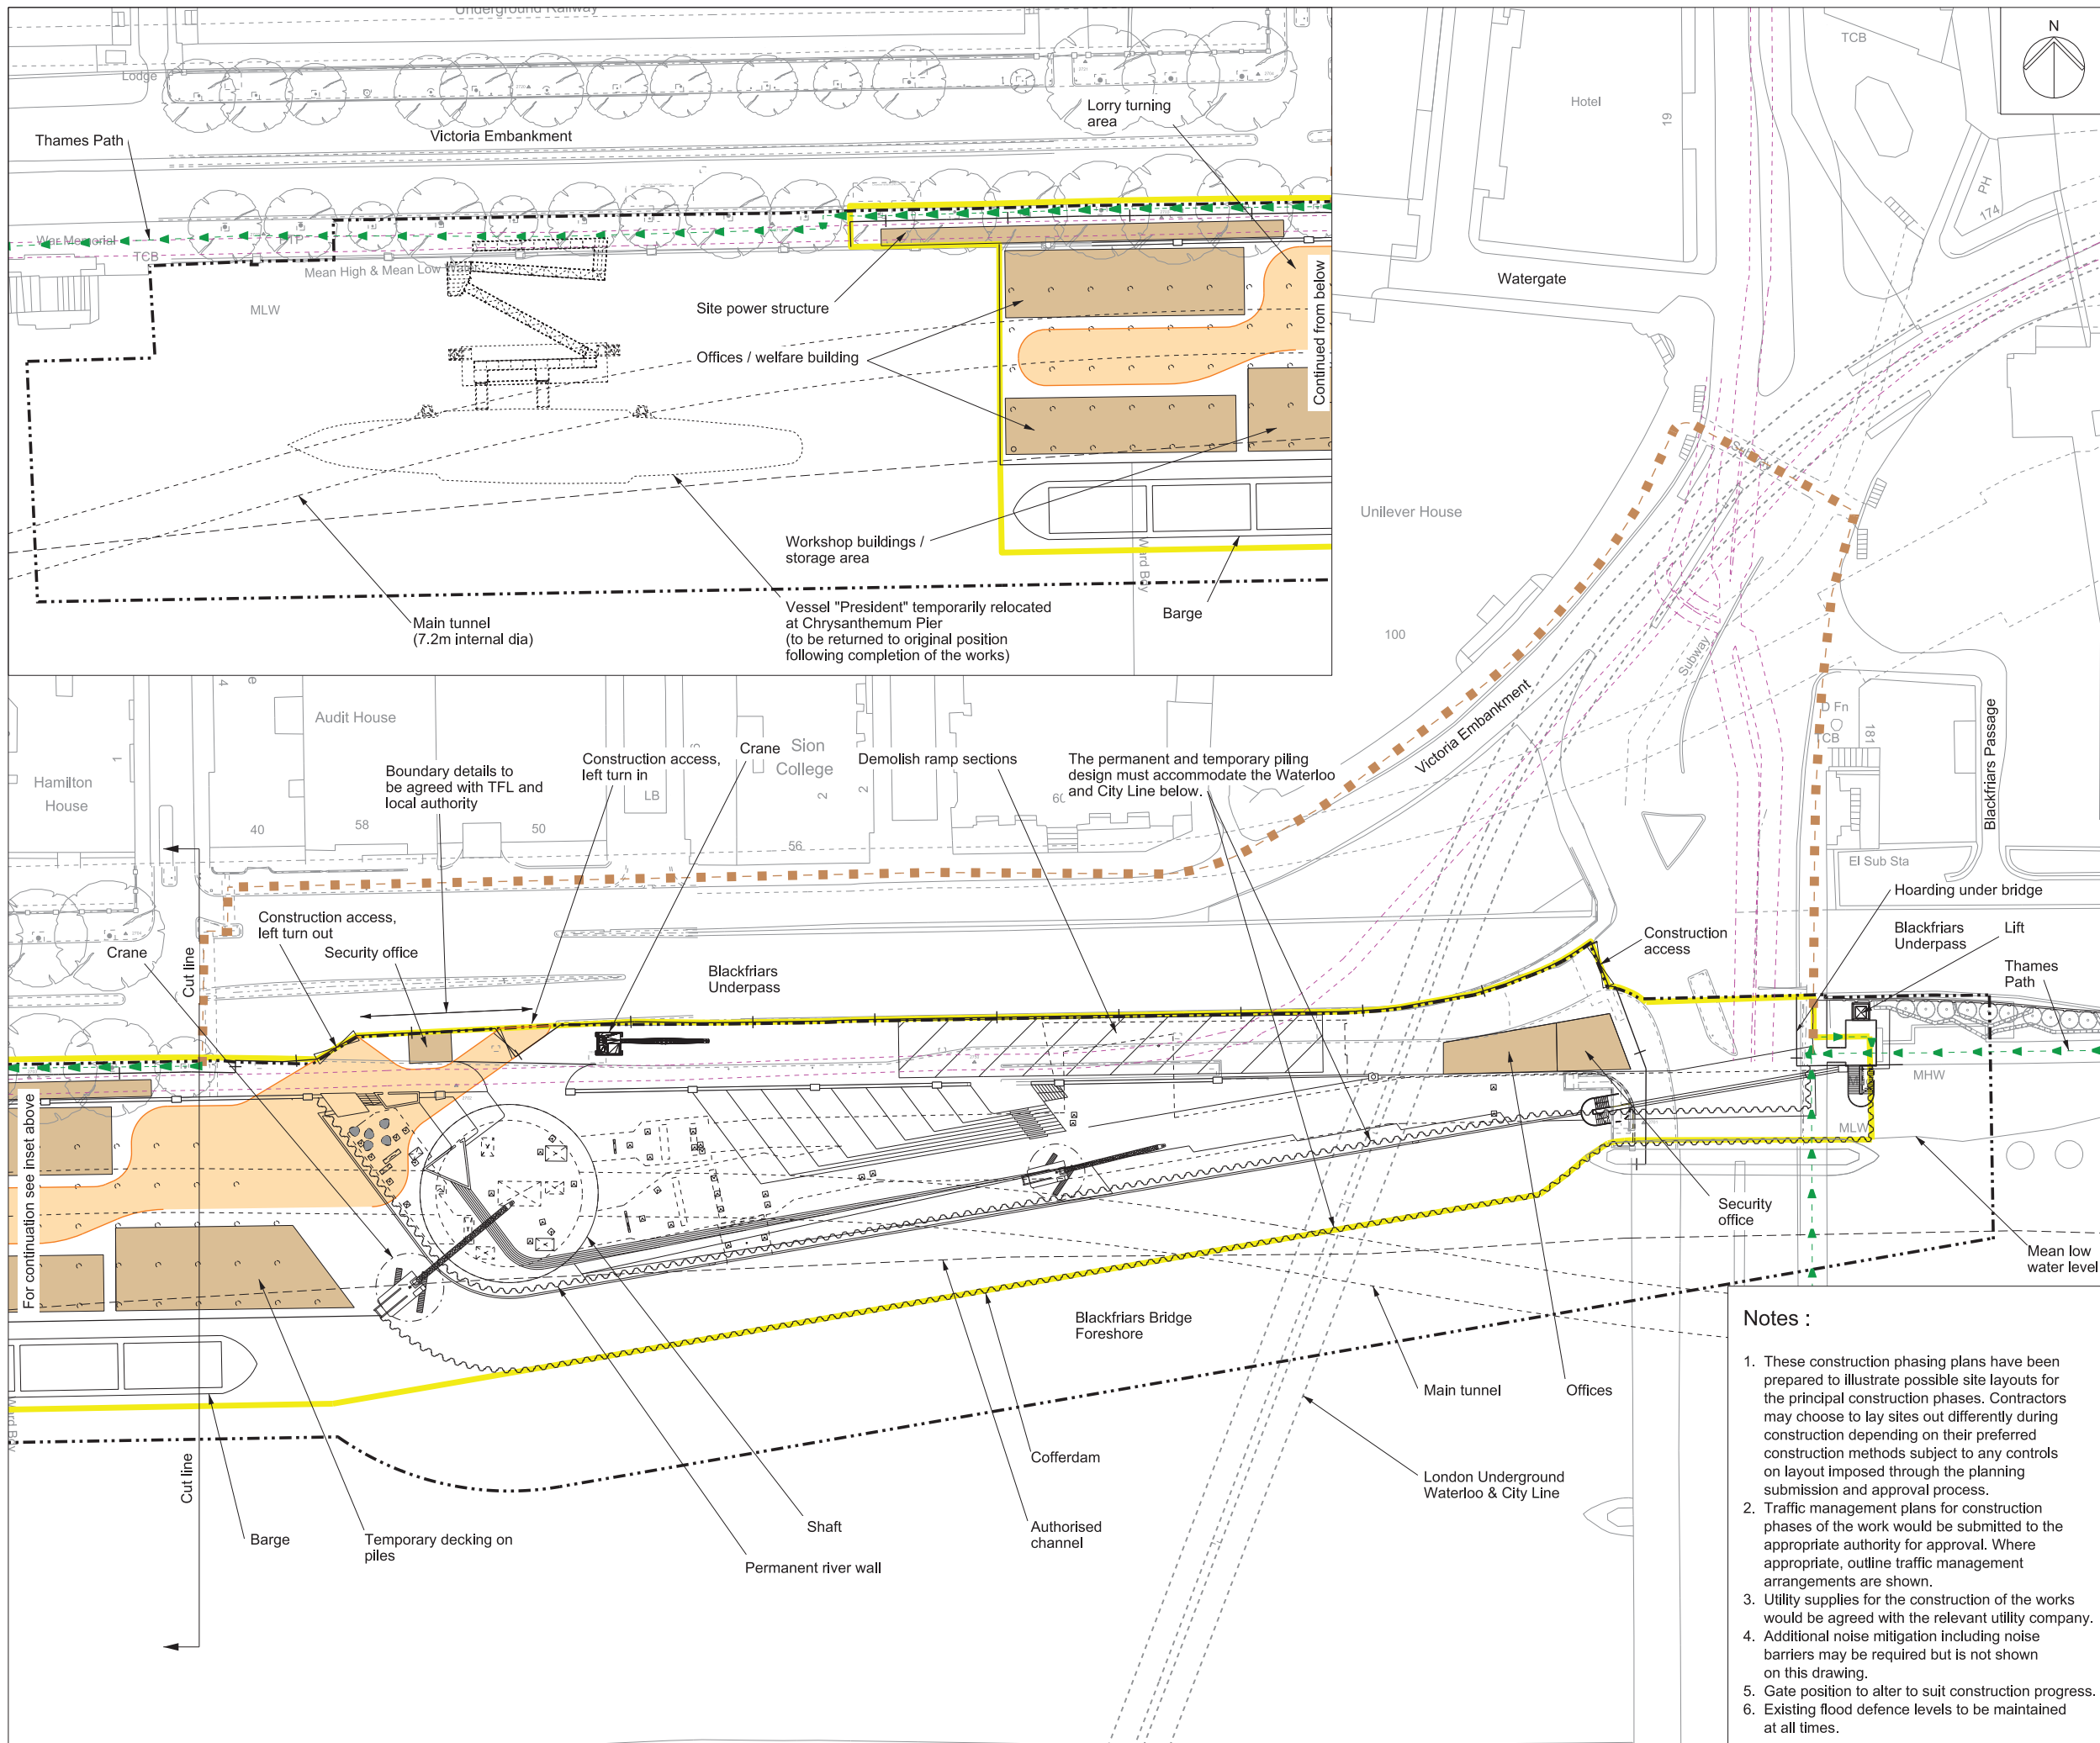 Underground Railway
Lodge
Thames Path
Victoria Embankment
Lorry turning
area
War Memorial
TCB
Mean High & Mean Low
MLW
Site power structure
Offices / welfare building
Continued from below
Workshop buildings /
storage area
Vessel "President" temporarily relocated
at Chrysanthemum Pier
(to be returned to original position
following completion of the works)
Main tunnel
(7.2m internal dia)
Barge
Ward Bdy
N
TCB
Hotel
19
PH
174
Watergate
Unilever House
Subway
100
Subway
Victoria Embankment
D Fn
TCB
181
Blackfriars Passage
El Sub Sta
4
e
Audit House
Hamilton
House
1
40
58
50
LB
Sion
College
2
2
56
60
Boundary details to
be agreed with TFL and
local authority
Construction access,
left turn in
Crane
Demolish ramp sections
The permanent and temporary piling
design must accommodate the Waterloo
and City Line below.
Hoarding under bridge
Blackfriars
Underpass
Lift
Thames
Path
Construction
access
Construction access,
left turn out
Security office
Crane
Cut line
Blackfriars
Underpass
For continuation see inset above
MHW
MLW
Security
office
Mean low
water level
Blackfriars Bridge
Foreshore
Main tunnel
Offices
Cofferdam
London Underground
Waterloo & City Line
Authorised
channel
Shaft
Permanent river wall
Temporary decking on
piles
Barge
Cut line
Ward Bdy
Notes :
1. These construction phasing plans have been
prepared to illustrate possible site layouts for
the principal construction phases. Contractors
may choose to lay sites out differently during
construction depending on their preferred
construction methods subject to any controls
on layout imposed through the planning
submission and approval process.
2. Traffic management plans for construction
phases of the work would be submitted to the
appropriate authority for approval. Where
appropriate, outline traffic management
arrangements are shown.
3. Utility supplies for the construction of the works
would be agreed with the relevant utility company.
4. Additional noise mitigation including noise
barriers may be required but is not shown
on this drawing.
5. Gate position to alter to suit construction progress.
6. Existing flood defence levels to be maintained
at all times.